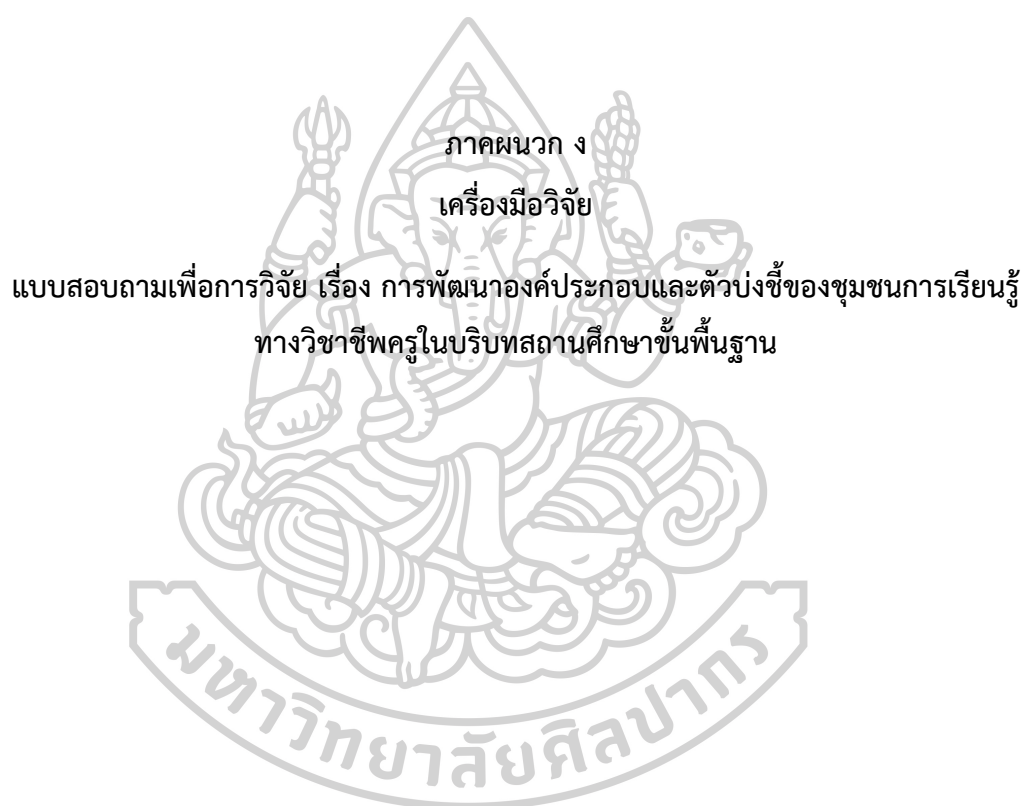 ภาคผนวก ง
เครื่องมือวิจัย
แบบสอบถามเพื่อการวิจัย เรื่อง การพัฒนาองค์ประกอบและตัวบ่งชี้ของชุมชนการเรียนรู้
ทางวิชาชีพครูในบริบทสถานศึกษาขั้นพื้นฐาน
มหาวิทยาลัยศิลปากร